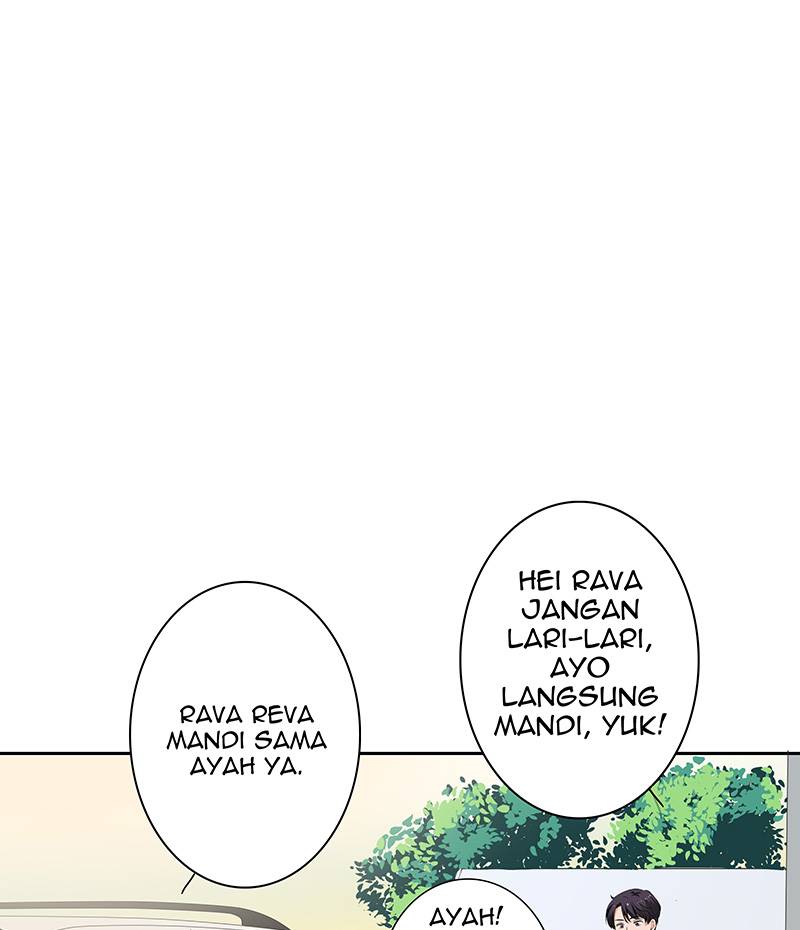 HEI RAVA
JANGAN
LARI-LARI,
AYO
LANGSUNG
MANDI, YUK!
RAVA REVA
MANDI SAMA
AYAH YA.
AYAH!